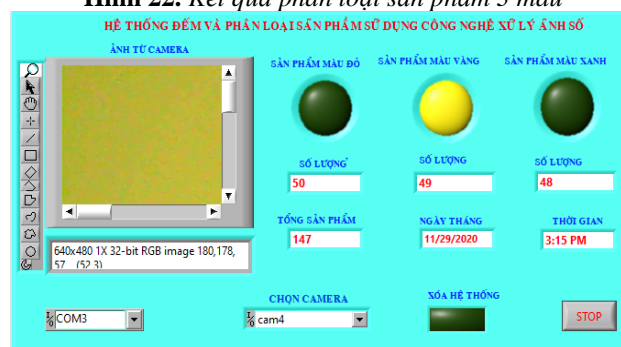 Hình 22. Kết quả phân loại sản phẩm 3 màu
HỆ THỐNG ĐẾM VÀ PHÂN LOẠI SẢN PHẨM SỬ DỤNG CÔNG NGHỆ XỬ LÝ ẢNH SỐ
ẢNH TỪ CAMERA
SẢN PHẨM MÀU ĐỎ SẢN PHẨM MÀU VÀNG SẢN PHẨM MÀU XANH
SỐ LƯỢNG SỐ LƯỢNG SỐ LƯỢNG
50 49 48
TỔNG SẢN PHẨM NGÀY THÁNG THỜI GIAN
147 11/29/2020 3:15 PM
640x480 1X 32-bit RGB image 180,178,
57 (52,3)
CHỌN CAMERA XÓA HỆ THỐNG
COM3 cam4 STOP